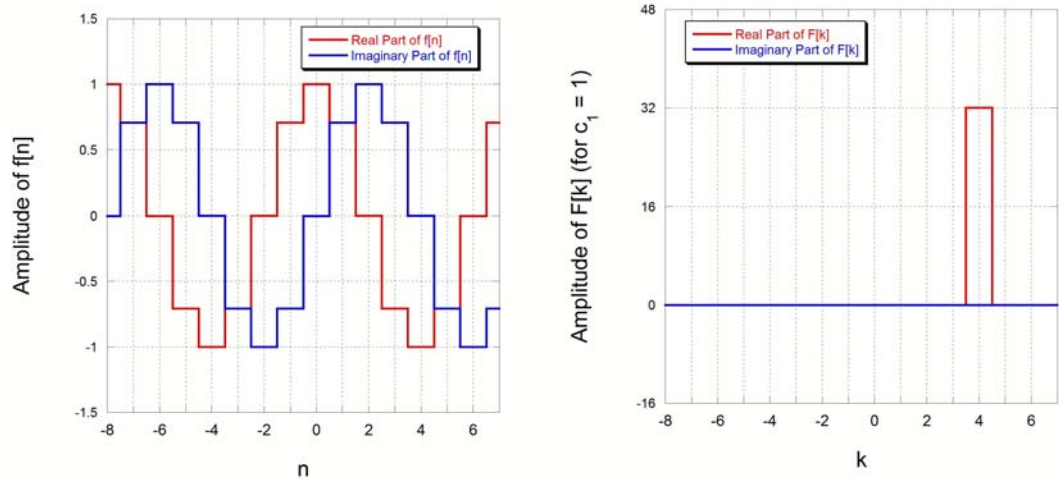 1.5
Real Part of f[n]
Imaginary Part of f[n]
1
0.5
0
-0.5
-1
-1.5
Amplitude of f[n]
-8 -6 -4 -2 0 2 4 6
n
48
Real Part of F[k]
Imaginary Part of F[k]
32
16
0
-16
Amplitude of F[k] (for c_1 = 1)
-8 -6 -4 -2 0 2 4 6
k